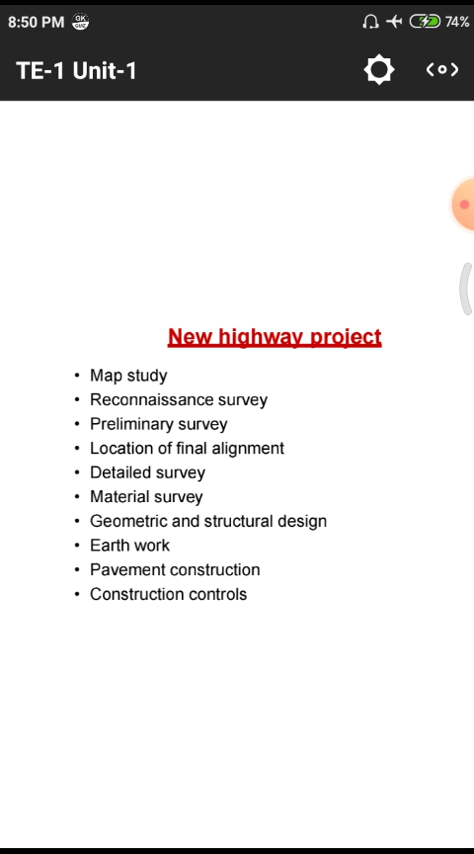 8:50 PM GK 74%
TE-1 Unit-1
New highway project
• Map study
• Reconnaissance survey
• Preliminary survey
• Location of final alignment
• Detailed survey
• Material survey
• Geometric and structural design
• Earth work
• Pavement construction
• Construction controls